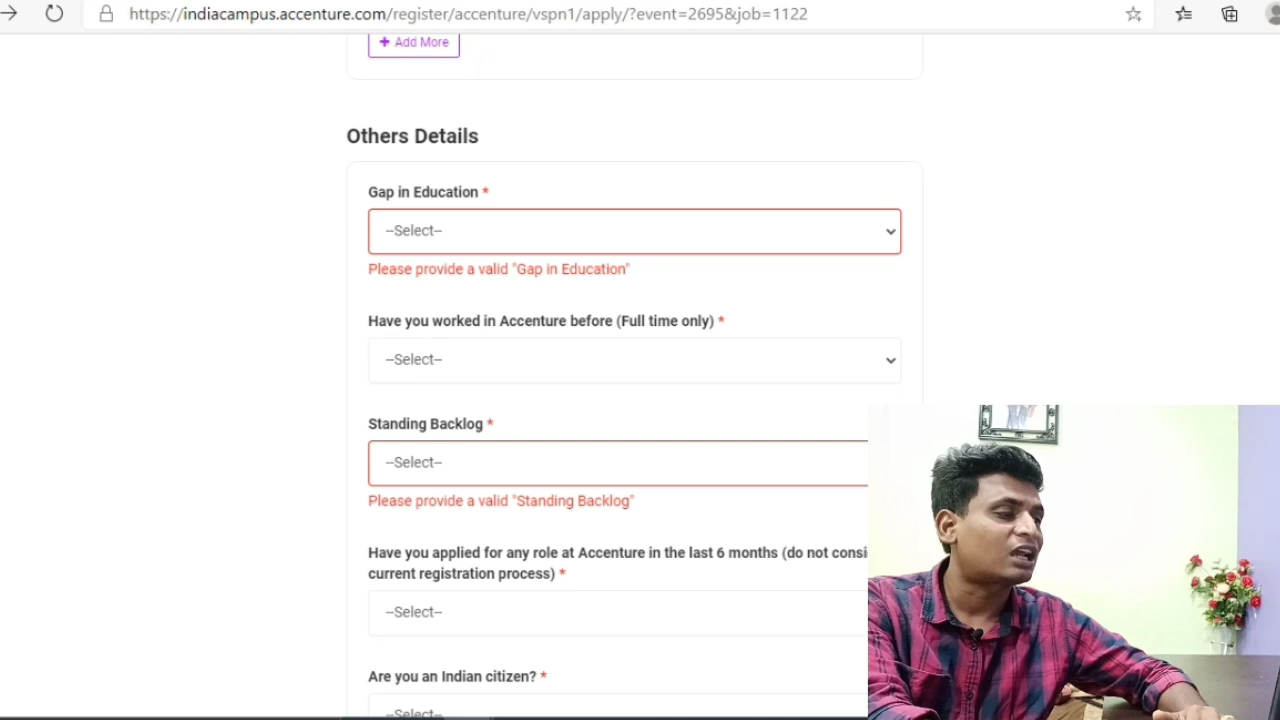 https://indiacampus.accenture.com/register/accenture/vspn1/apply/?event=2695&job=1122
+ Add More
Others Details
Gap in Education *
--Select--
Please provide a valid "Gap in Education"
Have you worked in Accenture before (Full time only) *
--Select--
Standing Backlog *
--Select--
Please provide a valid "Standing Backlog"
Have you applied for any role at Accenture in the last 6 months (do not consi
current registration process) *
--Select--
Are you an Indian citizen? *
--Select--